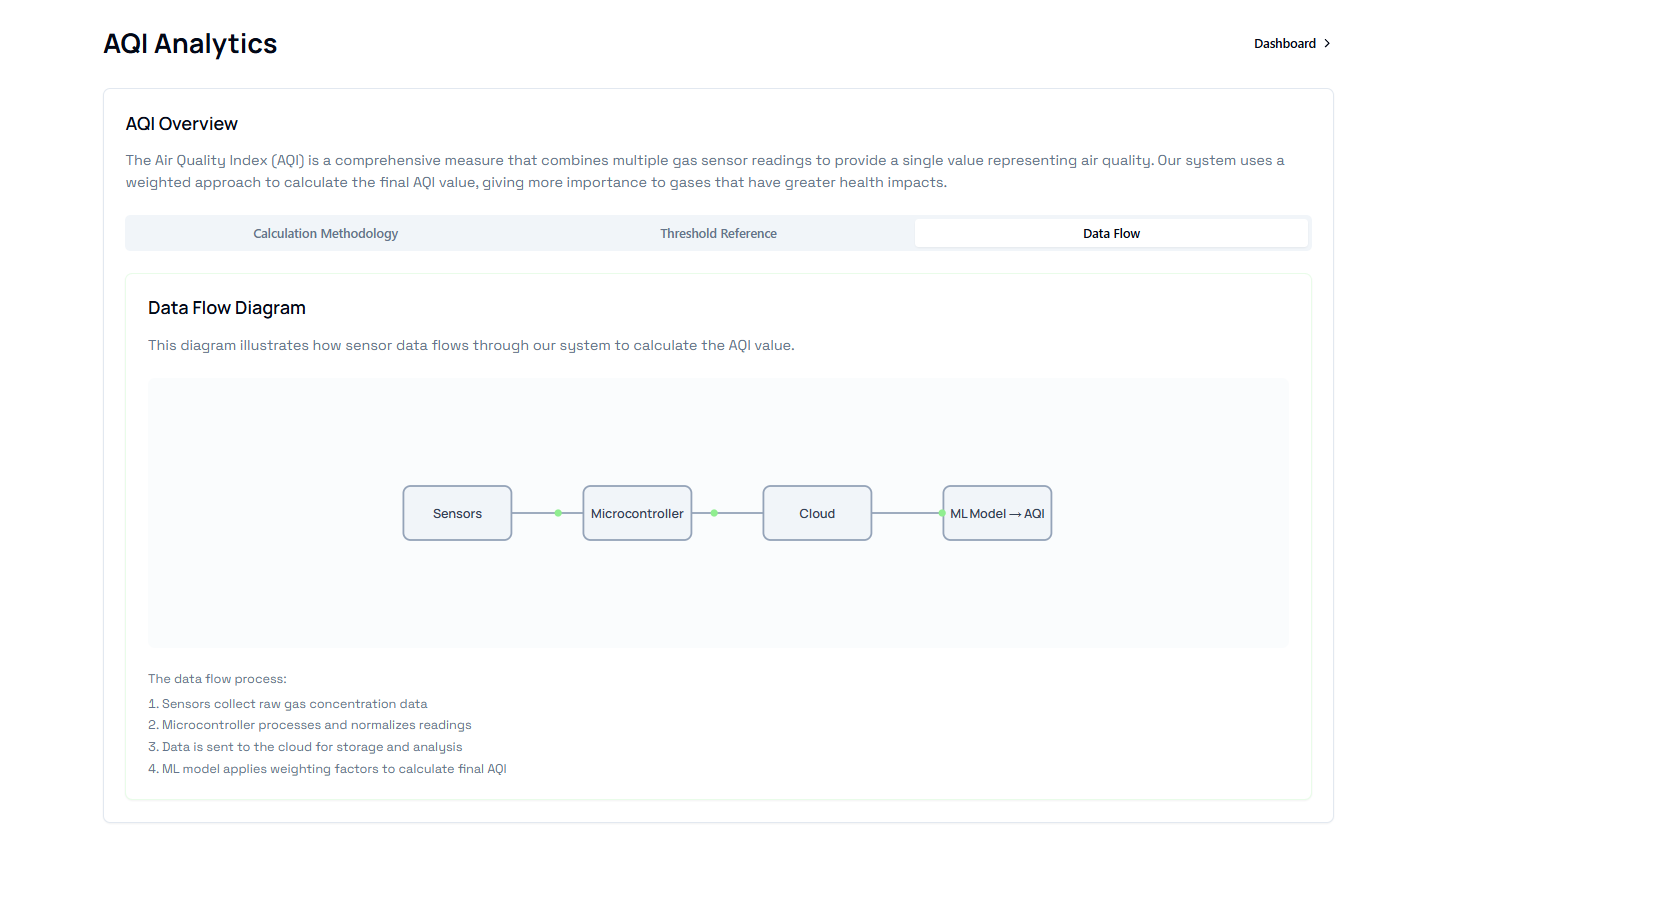 AQI Analytics
Dashboard
AQI Overview
The Air Quality Index (AQI) is a comprehensive measure that combines multiple gas sensor readings to provide a single value representing air quality. Our system uses a
weighted approach to calculate the final AQI value, giving more importance to gases that have greater health impacts.
Calculation Methodology
Threshold Reference
Data Flow
Data Flow Diagram
This diagram illustrates how sensor data flows through our system to calculate the AQI value.
Sensors
Microcontroller
Cloud
ML Model → AQI
The data flow process:
1. Sensors collect raw gas concentration data
2. Microcontroller processes and normalizes readings
3. Data is sent to the cloud for storage and analysis
4. ML model applies weighting factors to calculate final AQI